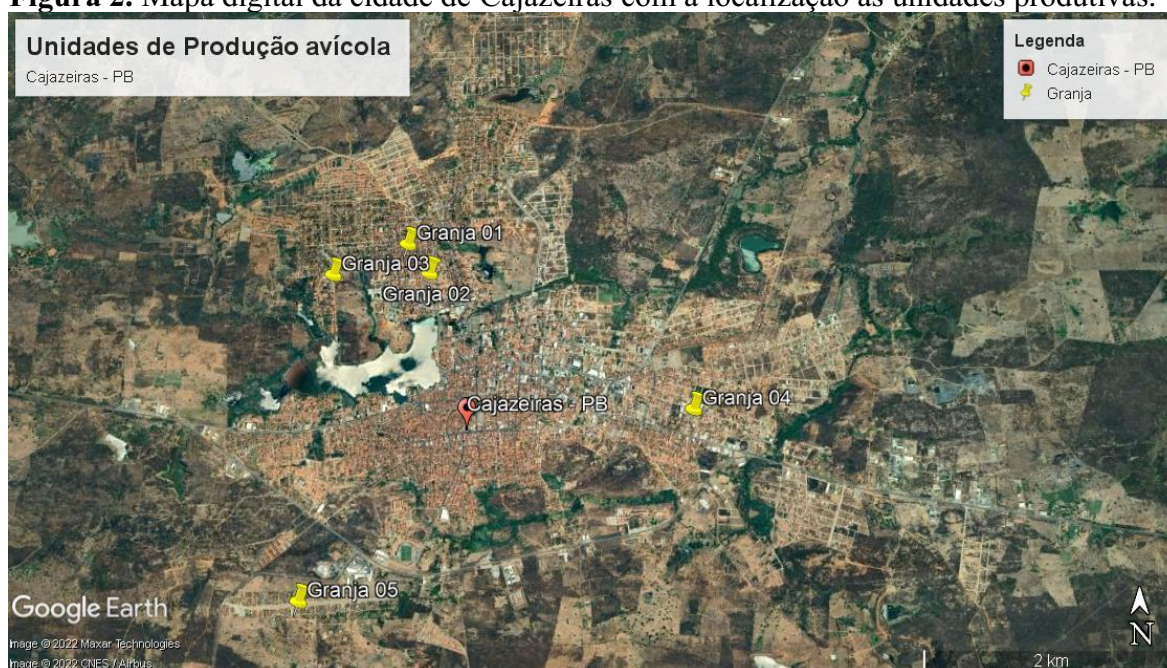 Figura 2. Mapa digital da cidade de Cajazeiras com a localização as unidades produtivas.
Unidades de Produção avícola
Cajazeiras - PB
Legenda
Cajazeiras - PB
Granja
Granja 01
Granja 03
Granja 02
Granja 04
Cajazeiras - PB
Granja 05
Google Earth
Image © 2022 Maxar Technologies
Image © 2022 CNES / Airbus
N
2 km